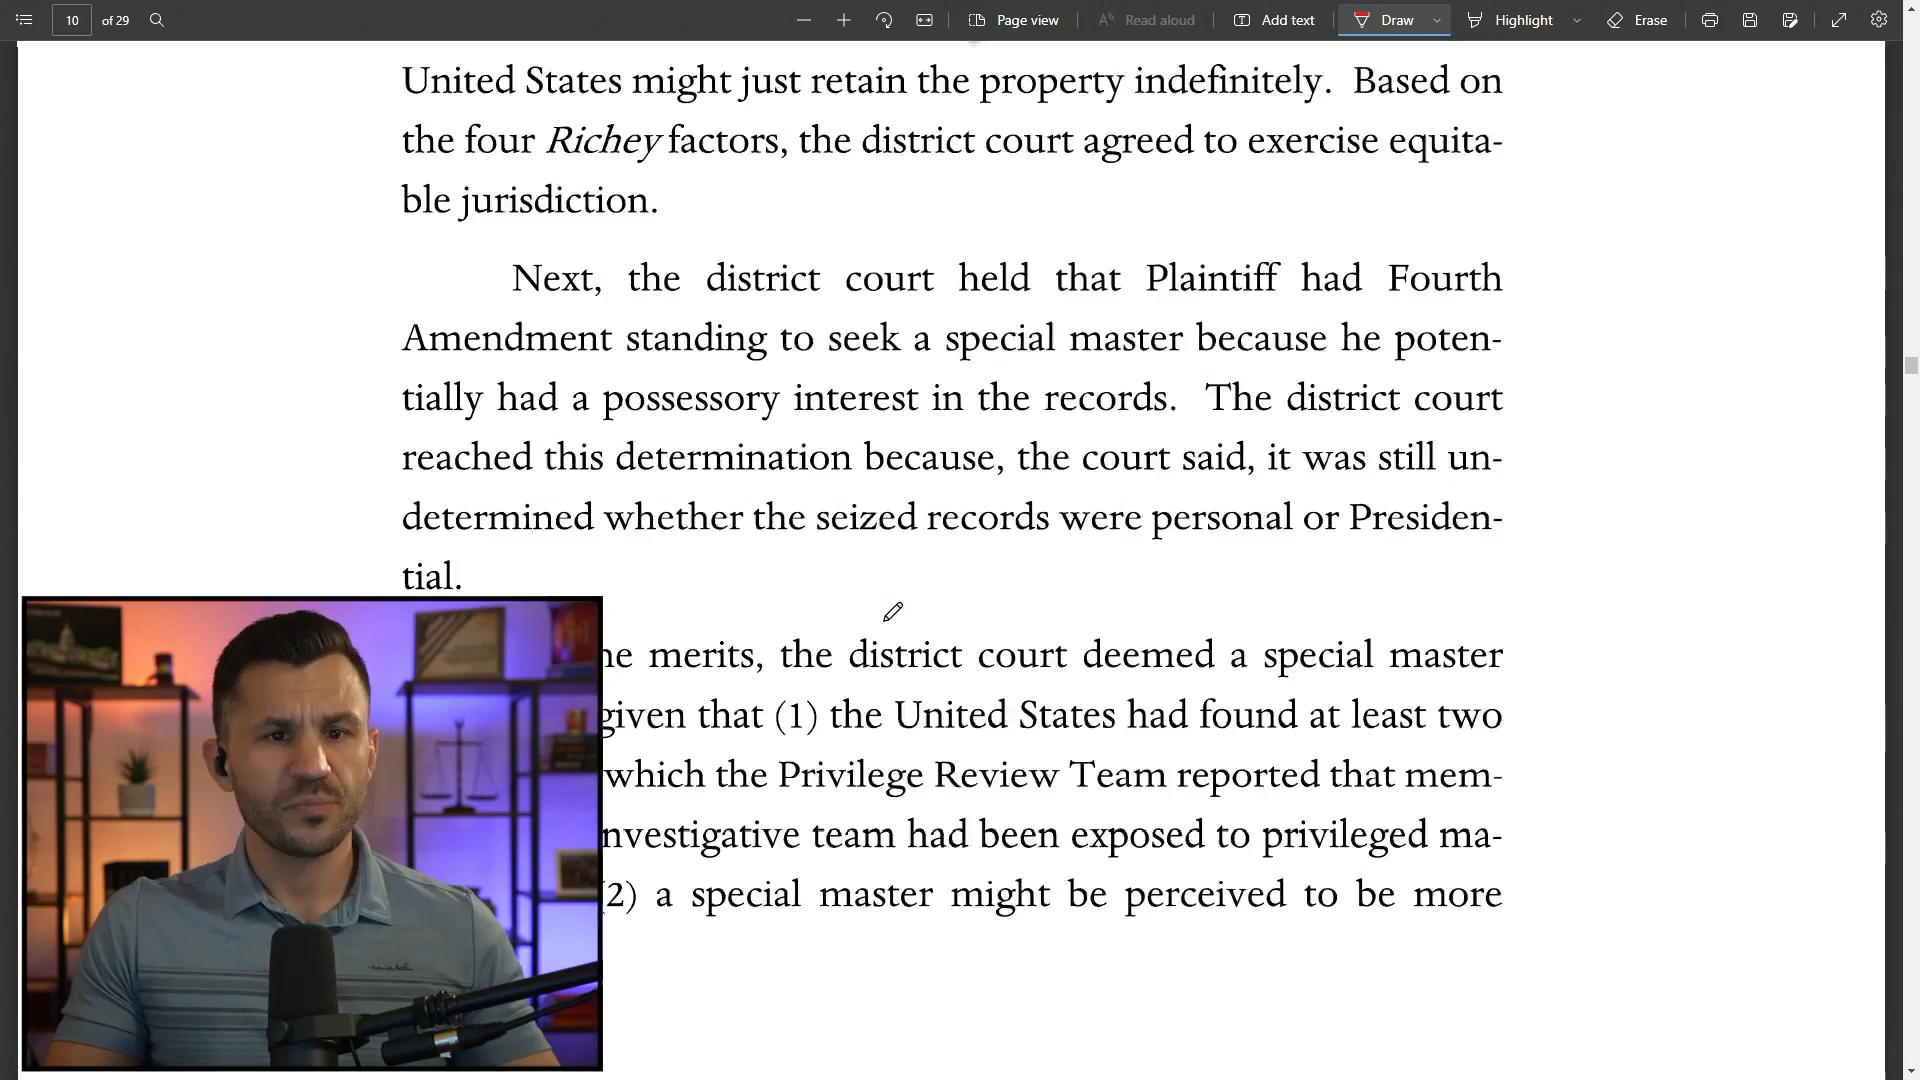 10 of 29 Page view Read aloud Add text Draw Highlight Erase
United States might just retain the property indefinitely. Based on
the four Richey factors, the district court agreed to exercise equita-
ble jurisdiction.
Next, the district court held that Plaintiff had Fourth
Amendment standing to seek a special master because he poten-
tially had a possessory interest in the records. The district court
reached this determination because, the court said, it was still un-
determined whether the seized records were personal or Presiden-
tial.
he merits, the district court deemed a special master
given that (1) the United States had found at least two
which the Privilege Review Team reported that mem-
nvestigative team had been exposed to privileged ma-
(2) a special master might be perceived to be more